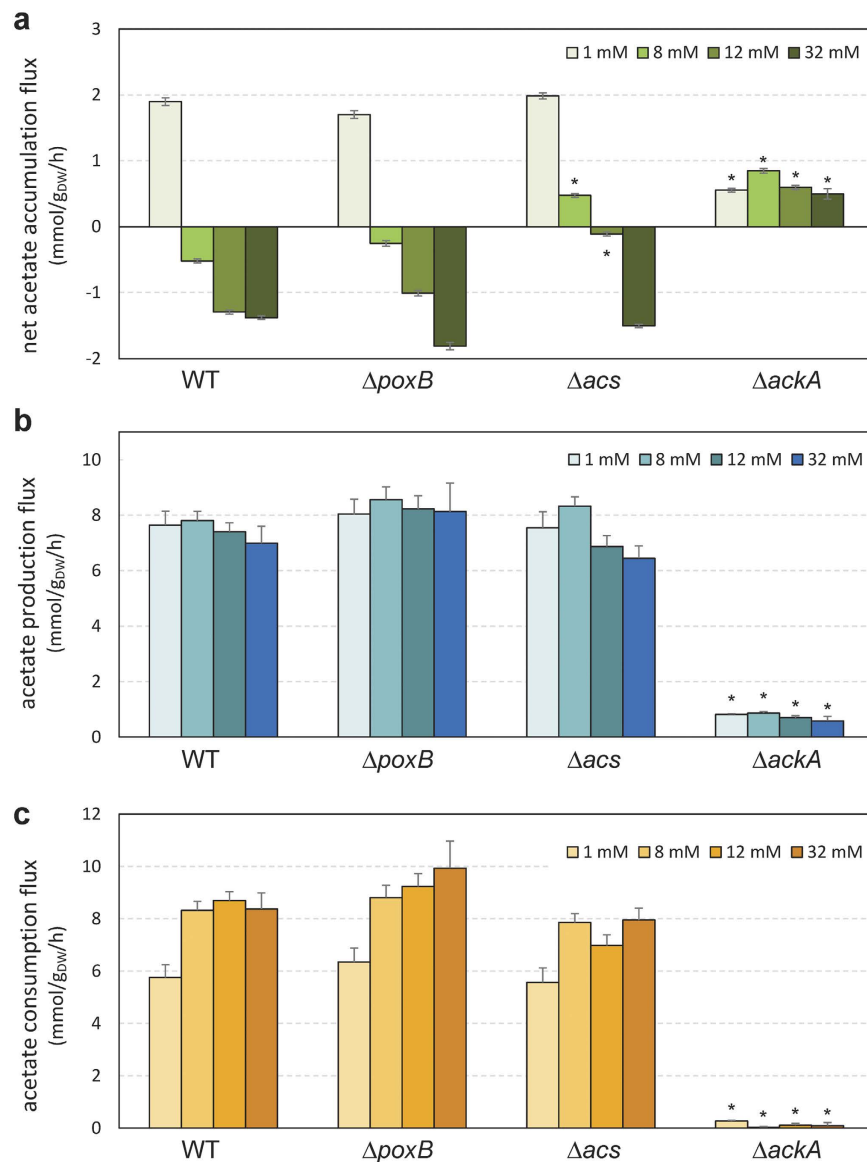 a
net acetate accumulation flux
(mmol/gDW/h)
3
2
1
0
-1
-2
1 mM 8 mM 12 mM 32 mM
*
*
* * * *
WT ΔpoxB Δacs ΔackA
b
acetate production flux
(mmol/gDW/h)
10
8
6
4
2
0
1 mM 8 mM 12 mM 32 mM
* * * *
WT ΔpoxB Δacs ΔackA
c
acetate consumption flux
(mmol/gDW/h)
12
10
8
6
4
2
0
1 mM 8 mM 12 mM 32 mM
* * * *
WT ΔpoxB Δacs ΔackA